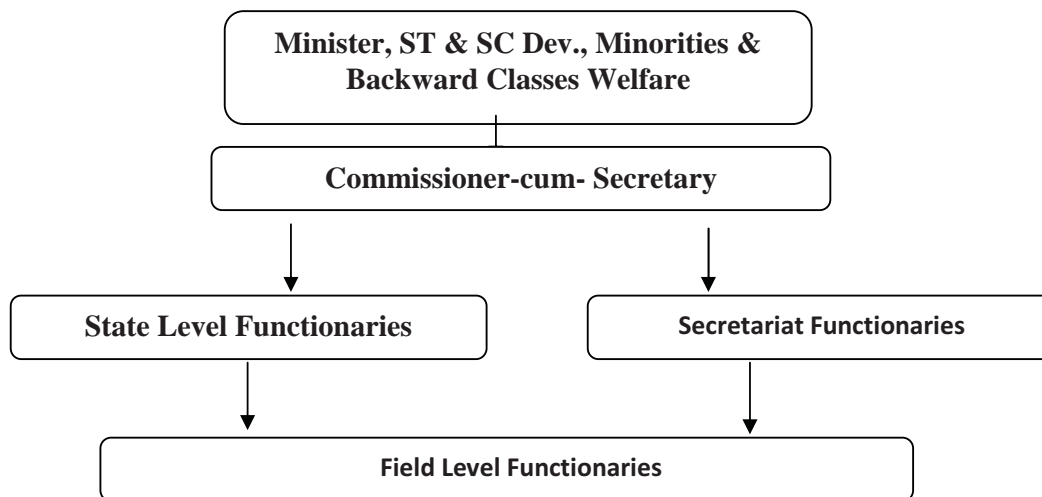 Minister, ST & SC Dev., Minorities &
Backward Classes Welfare
Commissioner-cum- Secretary
State Level Functionaries
Secretariat Functionaries
Field Level Functionaries